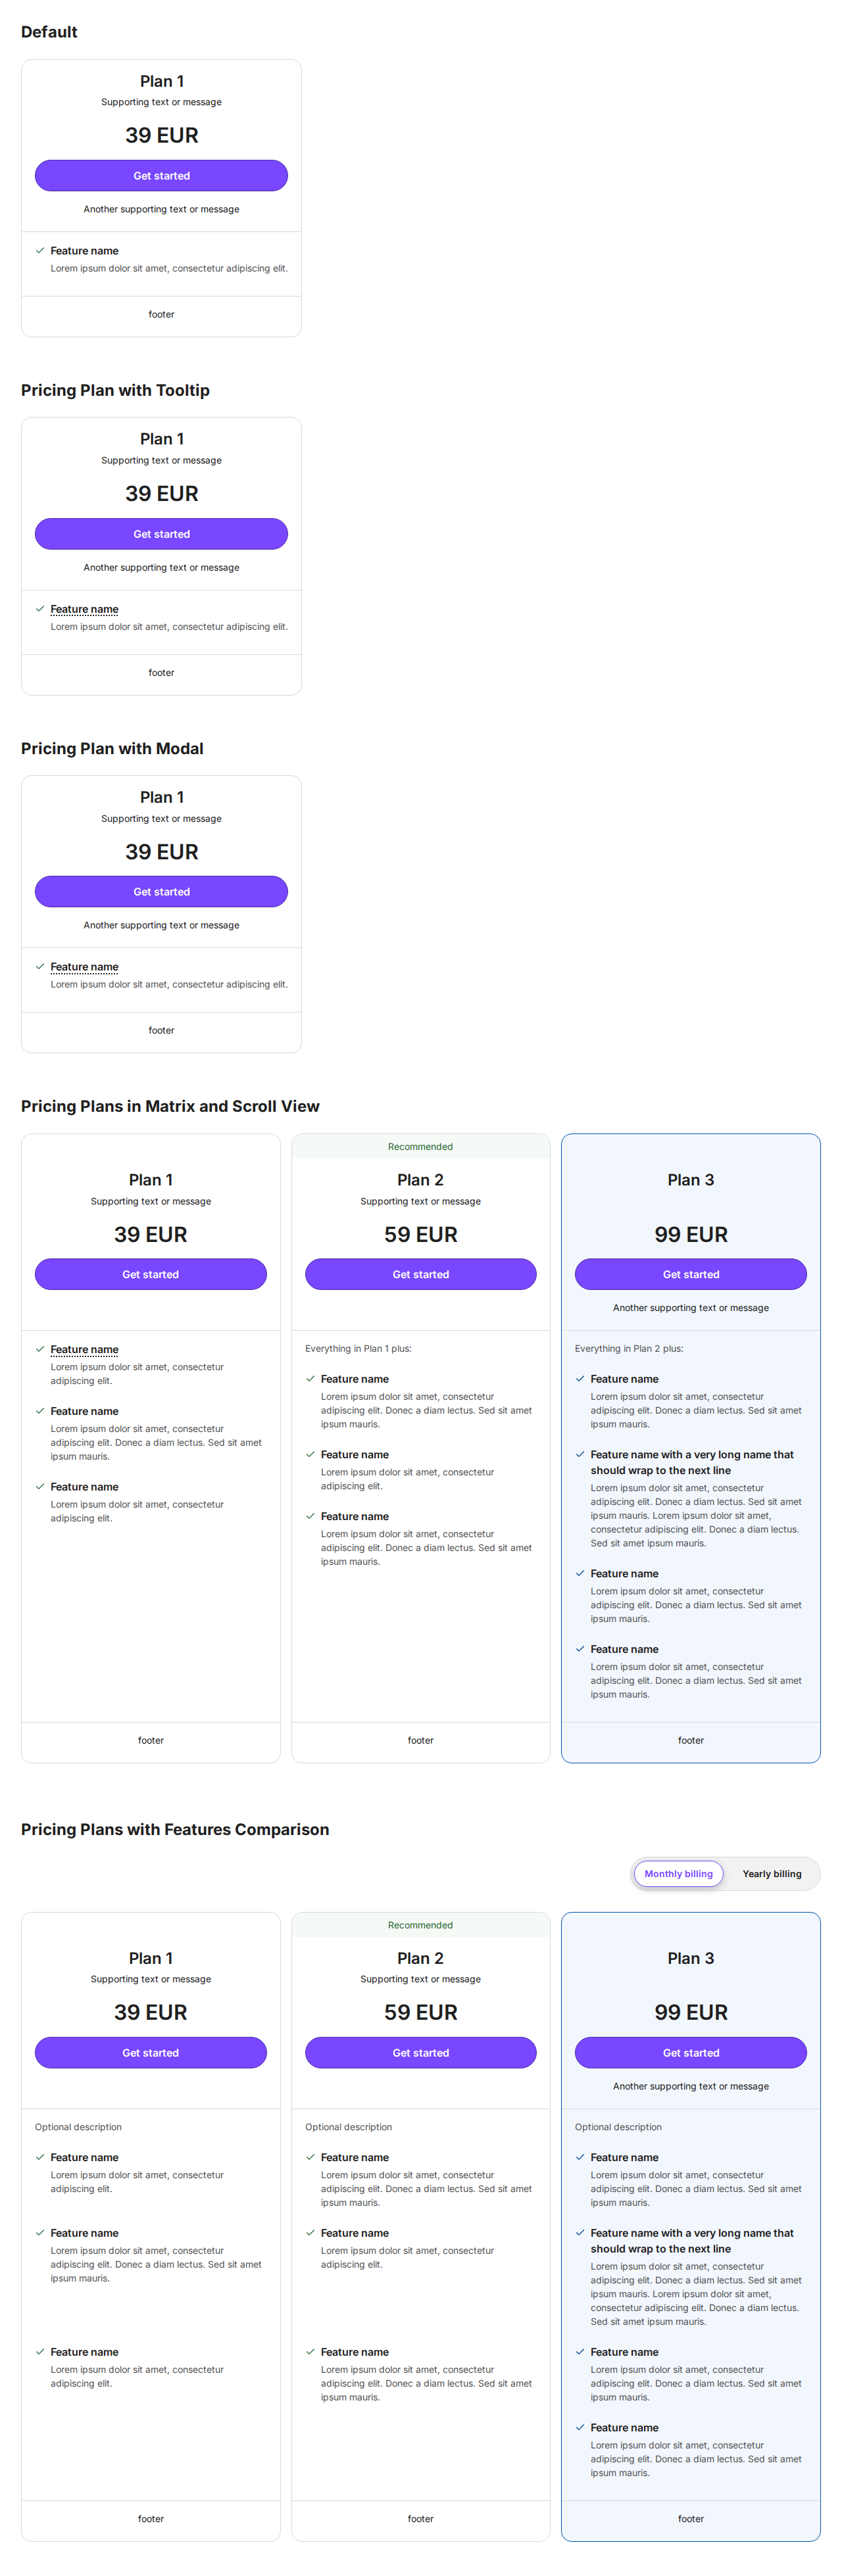 Default
Plan 1
Supporting text or message
39 EUR
Get started
Another supporting text or message
Feature name
Lorem ipsum dolor sit amet, consectetur adipiscing elit.
footer
Pricing Plan with Tooltip
Plan 1
Supporting text or message
39 EUR
Get started
Another supporting text or message
Feature name
Lorem ipsum dolor sit amet, consectetur adipiscing elit.
footer
Pricing Plan with Modal
Plan 1
Supporting text or message
39 EUR
Get started
Another supporting text or message
Feature name
Lorem ipsum dolor sit amet, consectetur adipiscing elit.
footer
Pricing Plans in Matrix and Scroll View
Plan 1
Supporting text or message
39 EUR
Get started
Feature name
Lorem ipsum dolor sit amet, consectetur
adipiscing elit.
Feature name
Lorem ipsum dolor sit amet, consectetur
adipiscing elit. Donec a diam lectus. Sed sit amet
ipsum mauris.
Feature name
Lorem ipsum dolor sit amet, consectetur
adipiscing elit.
footer
Recommended
Plan 2
Supporting text or message
59 EUR
Get started
Everything in Plan 1 plus:
Feature name
Lorem ipsum dolor sit amet, consectetur
adipiscing elit. Donec a diam lectus. Sed sit amet
ipsum mauris.
Feature name
Lorem ipsum dolor sit amet, consectetur
adipiscing elit.
Feature name
Lorem ipsum dolor sit amet, consectetur
adipiscing elit. Donec a diam lectus. Sed sit amet
ipsum mauris.
footer
Plan 3
99 EUR
Get started
Another supporting text or message
Everything in Plan 2 plus:
Feature name
Lorem ipsum dolor sit amet, consectetur
adipiscing elit. Donec a diam lectus. Sed sit amet
ipsum mauris.
Feature name with a very long name that
should wrap to the next line
Lorem ipsum dolor sit amet, consectetur
adipiscing elit. Donec a diam lectus. Sed sit amet
ipsum mauris. Lorem ipsum dolor sit amet,
consectetur adipiscing elit. Donec a diam lectus.
Sed sit amet ipsum mauris.
Feature name
Lorem ipsum dolor sit amet, consectetur
adipiscing elit. Donec a diam lectus. Sed sit amet
ipsum mauris.
Feature name
Lorem ipsum dolor sit amet, consectetur
adipiscing elit. Donec a diam lectus. Sed sit amet
ipsum mauris.
footer
Pricing Plans with Features Comparison
Monthly billing
Yearly billing
Plan 1
Supporting text or message
39 EUR
Get started
Optional description
Feature name
Lorem ipsum dolor sit amet, consectetur
adipiscing elit.
Feature name
Lorem ipsum dolor sit amet, consectetur
adipiscing elit. Donec a diam lectus. Sed sit amet
ipsum mauris.
Feature name
Lorem ipsum dolor sit amet, consectetur
adipiscing elit.
footer
Recommended
Plan 2
Supporting text or message
59 EUR
Get started
Optional description
Feature name
Lorem ipsum dolor sit amet, consectetur
adipiscing elit. Donec a diam lectus. Sed sit amet
ipsum mauris.
Feature name
Lorem ipsum dolor sit amet, consectetur
adipiscing elit.
Feature name
Lorem ipsum dolor sit amet, consectetur
adipiscing elit. Donec a diam lectus. Sed sit amet
ipsum mauris.
footer
Plan 3
99 EUR
Get started
Another supporting text or message
Optional description
Feature name
Lorem ipsum dolor sit amet, consectetur
adipiscing elit. Donec a diam lectus. Sed sit amet
ipsum mauris.
Feature name with a very long name that
should wrap to the next line
Lorem ipsum dolor sit amet, consectetur
adipiscing elit. Donec a diam lectus. Sed sit amet
ipsum mauris. Lorem ipsum dolor sit amet,
consectetur adipiscing elit. Donec a diam lectus.
Sed sit amet ipsum mauris.
Feature name
Lorem ipsum dolor sit amet, consectetur
adipiscing elit. Donec a diam lectus. Sed sit amet
ipsum mauris.
Feature name
Lorem ipsum dolor sit amet, consectetur
adipiscing elit. Donec a diam lectus. Sed sit amet
ipsum mauris.
footer